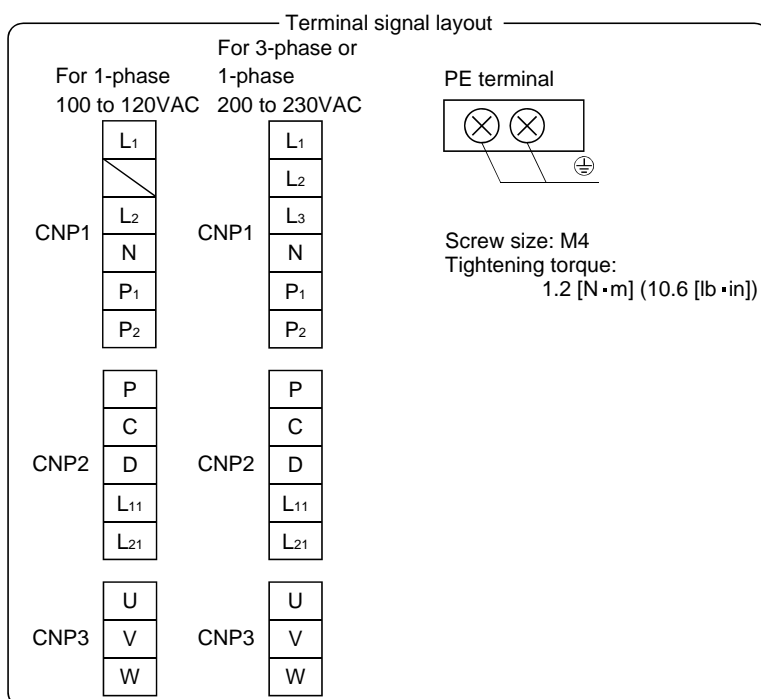 Terminal signal layout
For 1-phase
100 to 120VAC
For 3-phase or
1-phase
200 to 230VAC
CNP1
L1
L2
N
P1
P2
CNP1
L1
L2
L3
N
P1
P2
CNP2
P
C
D
L11
L21
CNP2
P
C
D
L11
L21
CNP3
U
V
W
CNP3
U
V
W
PE terminal
Screw size: M4
Tightening torque:
1.2 [N·m] (10.6 [lb·in])